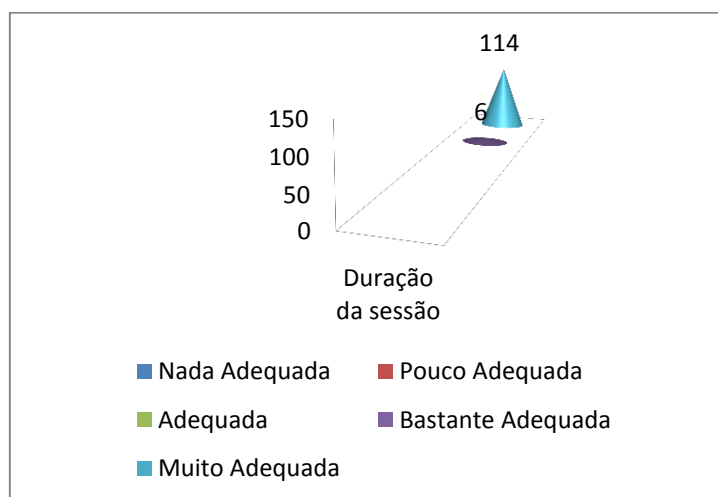 114
6
150
100
50
0
Duração
da sessão
Nada Adequada
Pouco Adequada
Adequada
Bastante Adequada
Muito Adequada